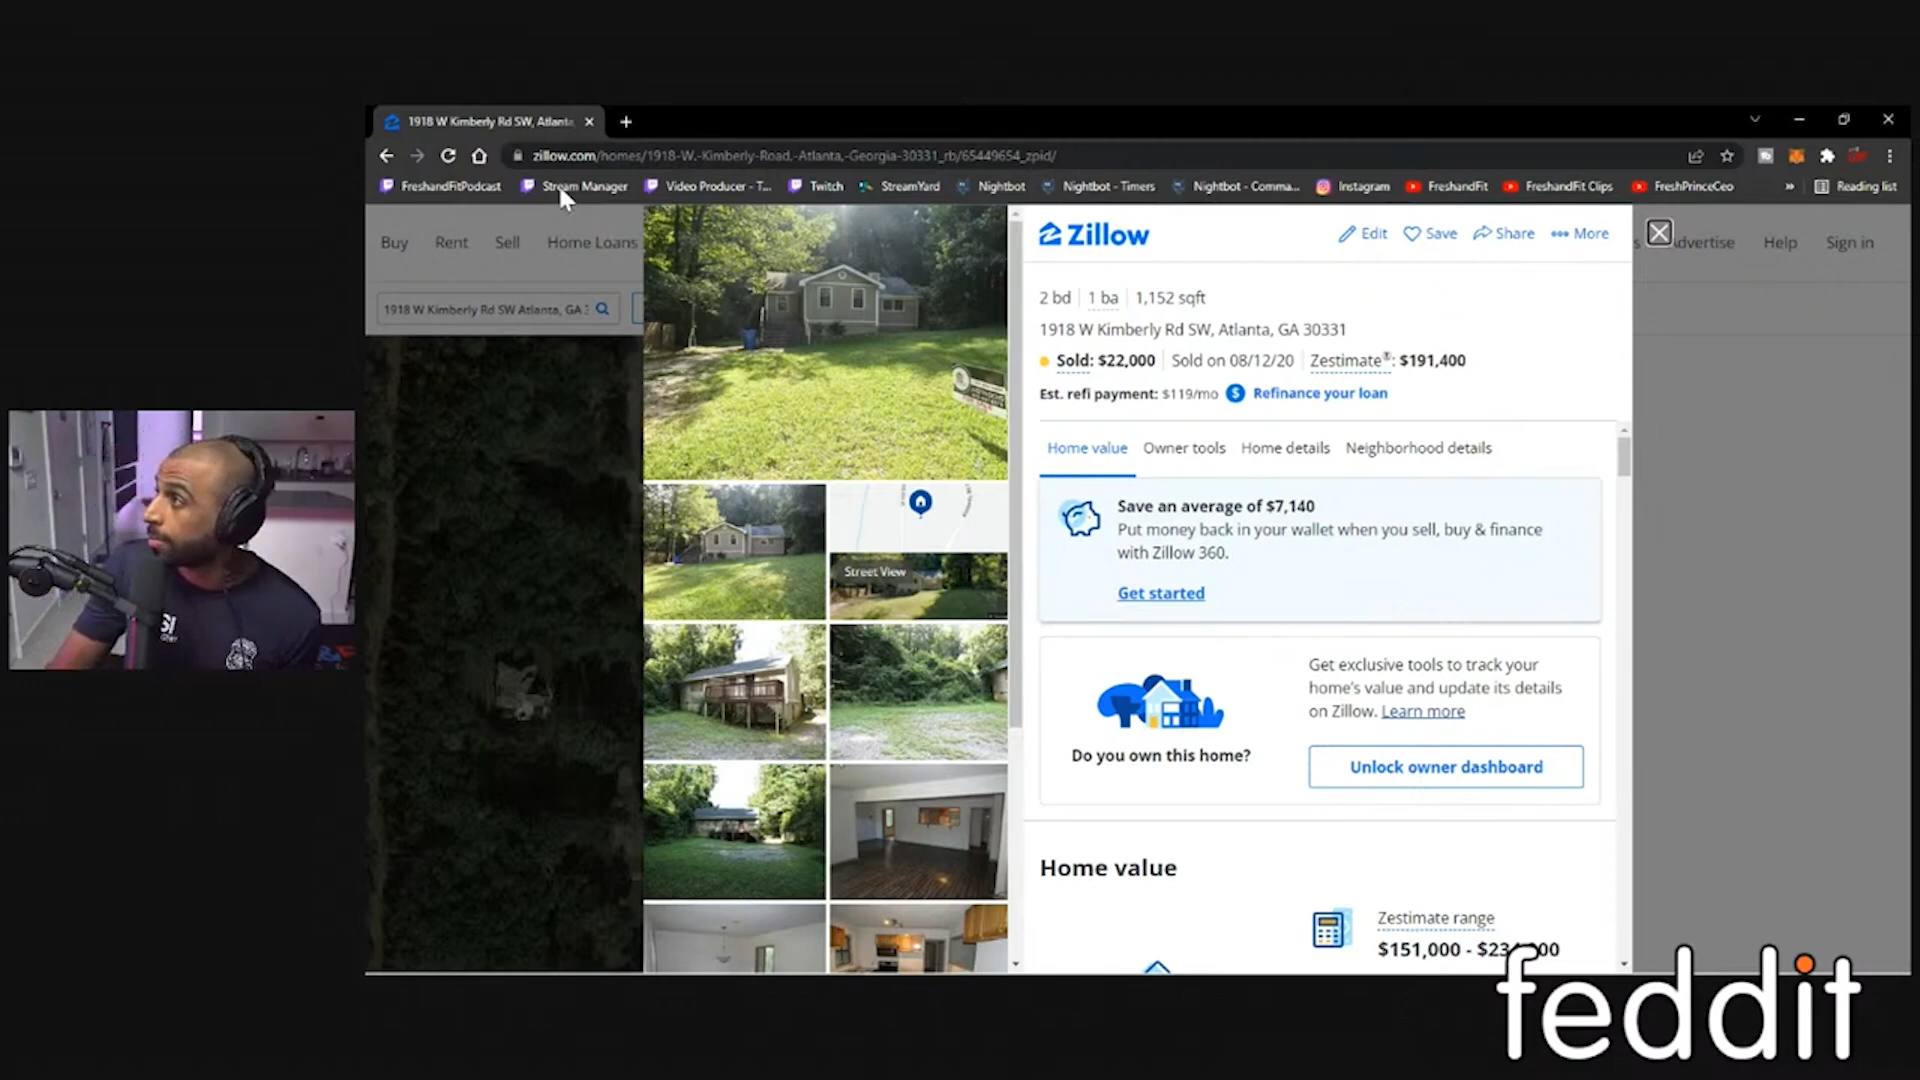 1918 W Kimberly Rd SW, Atlanta
zillow.com/homes/1918-W.-Kimberly-Road,-Atlanta,-Georgia-30331_rb/65449654_zpid/
FreshandFitPodcast Stream Manager Video Producer - T... Twitch StreamYard Nightbot Nightbot - Timers Nightbot - Comma... Instagram FreshandFit FreshandFit Clips FreshPrinceCeo » Reading list
Buy Rent Sell Home Loans
Zillow Edit Save Share More
Advertise Help Sign in
1918 W Kimberly Rd SW Atlanta, GA
2 bd 1 ba 1,152 sqft
1918 W Kimberly Rd SW, Atlanta, GA 30331
Sold: $22,000 Sold on 08/12/20 Zestimate®: $191,400
Est. refi payment: $119/mo $ Refinance your loan
Home value Owner tools Home details Neighborhood details
Save an average of $7,140
Put money back in your wallet when you sell, buy & finance
with Zillow 360.
Get started
Street View
Get exclusive tools to track your
home's value and update its details
on Zillow. Learn more
Do you own this home?
Unlock owner dashboard
Home value
Zestimate range
$151,000 -
feddit